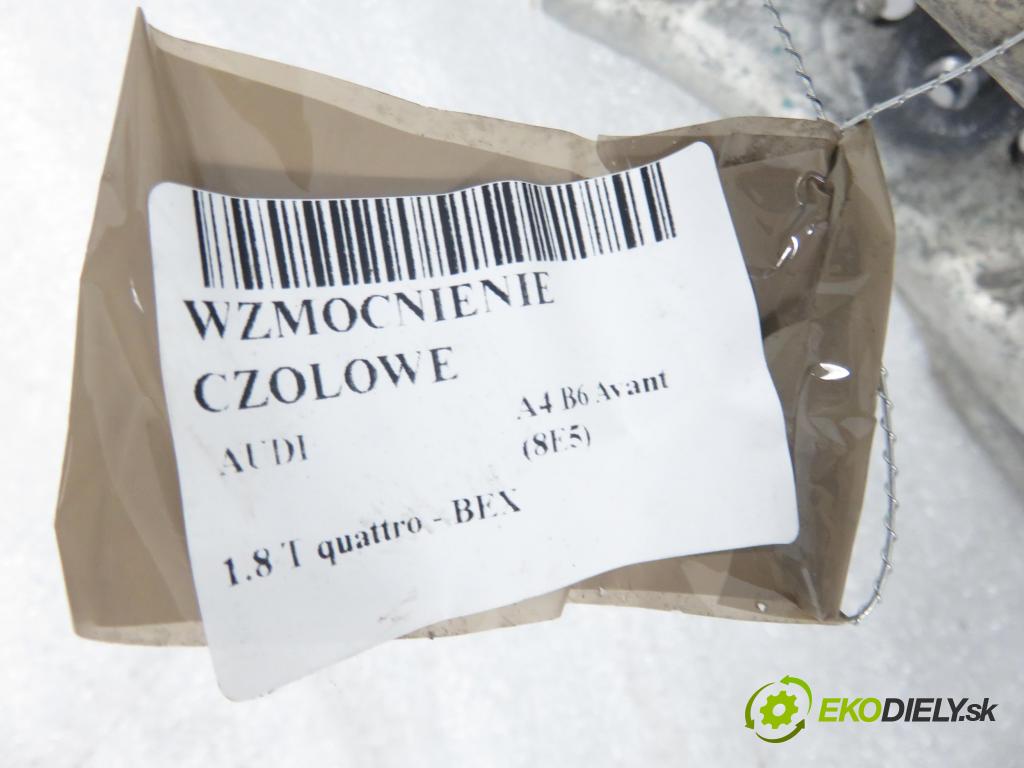 WZMOCNIENIE
CZOLOWE
AUDI
A4 B6 Avant
(8E5)
1.8 T quattro - BEX
EKODIELY.sk